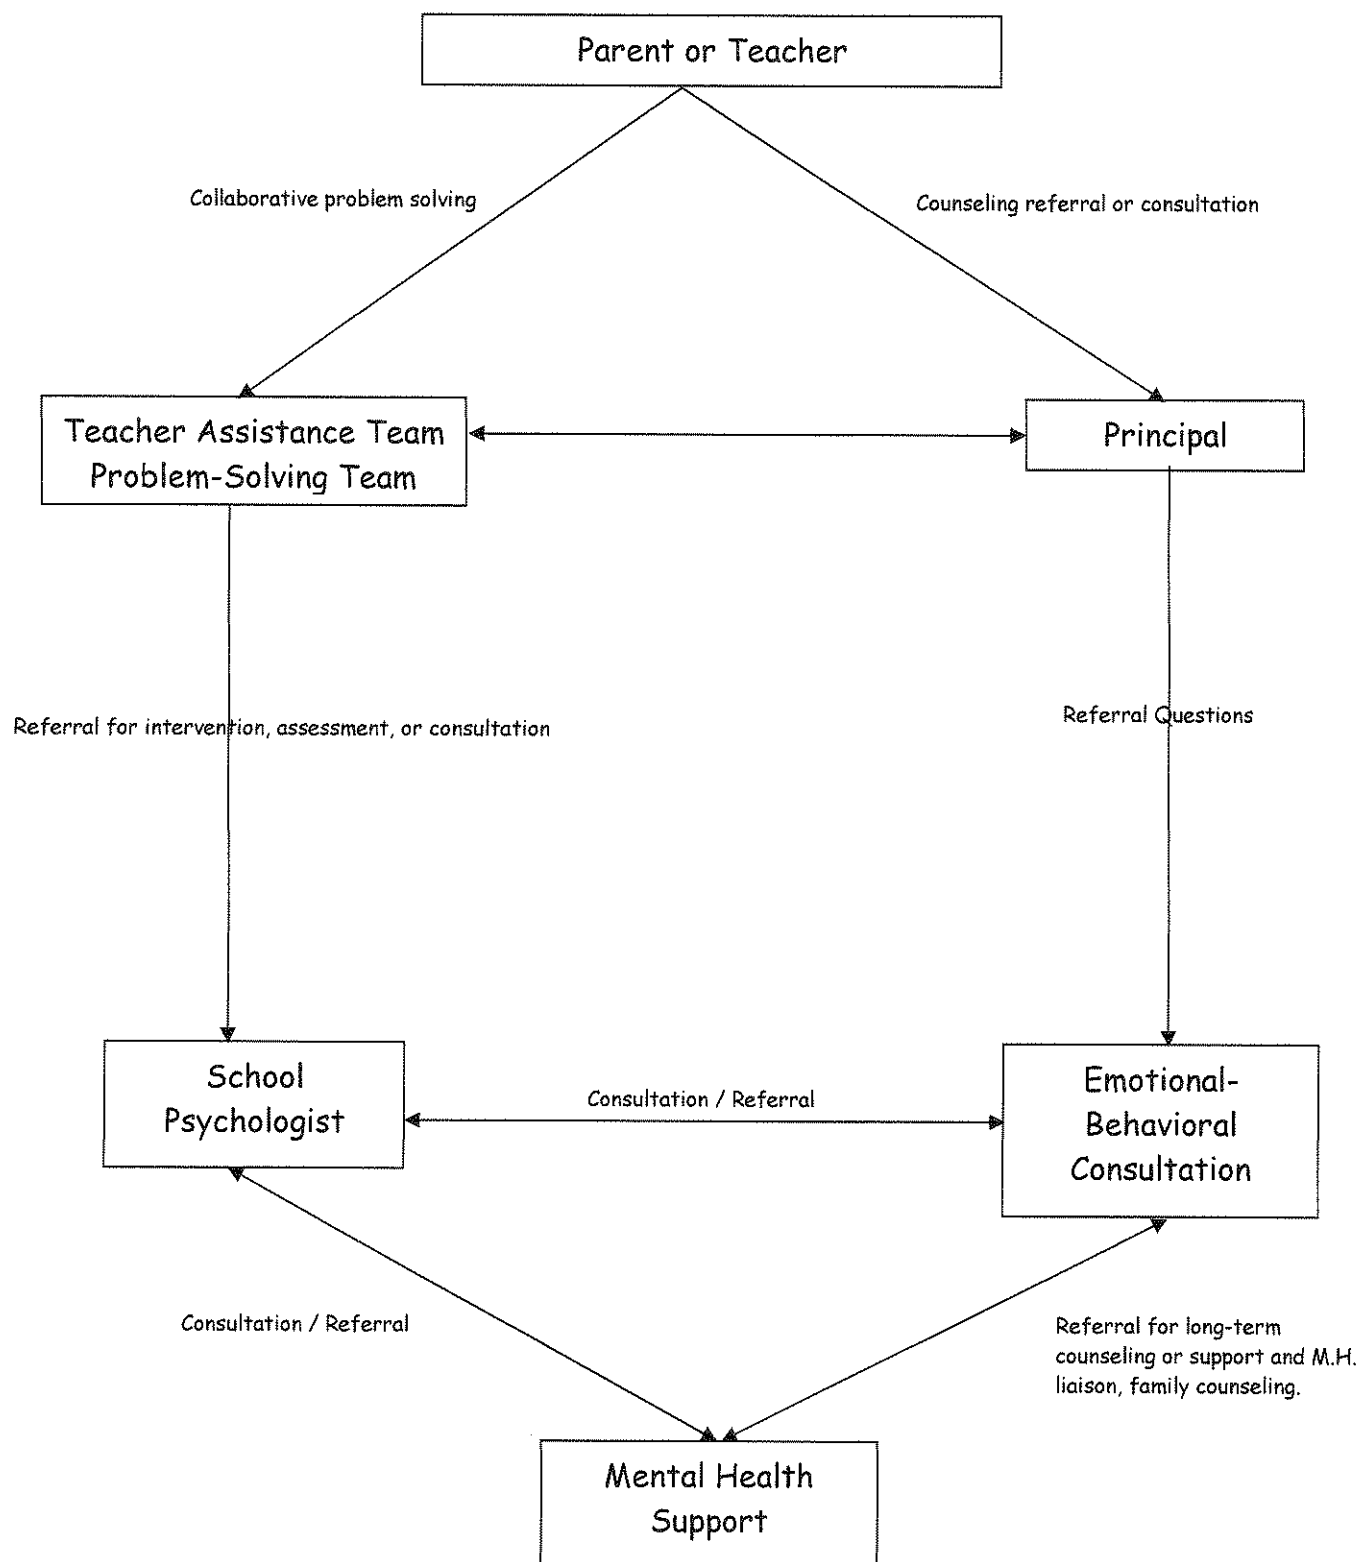 Parent or Teacher
Collaborative problem solving
Counseling referral or consultation
Teacher Assistance Team
Problem-Solving Team
Principal
Referral for intervention, assessment, or consultation
Referral Questions
School
Psychologist
Consultation / Referral
Emotional-
Behavioral
Consultation
Consultation / Referral
Referral for long-term
counseling or support and M.H.
liaison, family counseling.
Mental Health
Support